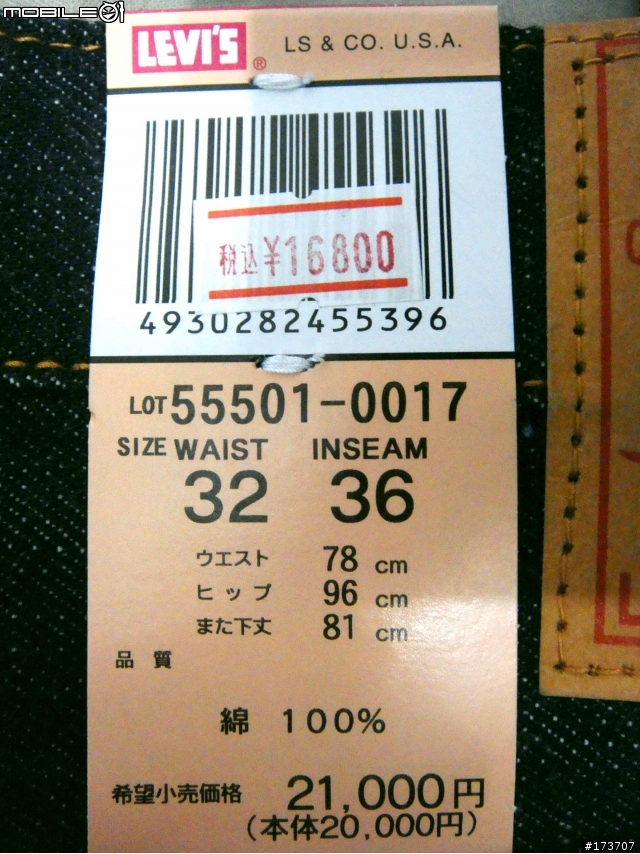 MOBILE01
LEVI'S ® LS & CO. U.S.A.
税込¥16800
4930282455396
LOT 55501-0017
SIZE WAIST INSEAM
32 36
ウエスト 78 cm
ヒップ 96 cm
また下丈 81 cm
品質
綿 100%
希望小売価格 21,000円
(本体20,000円)
#173707